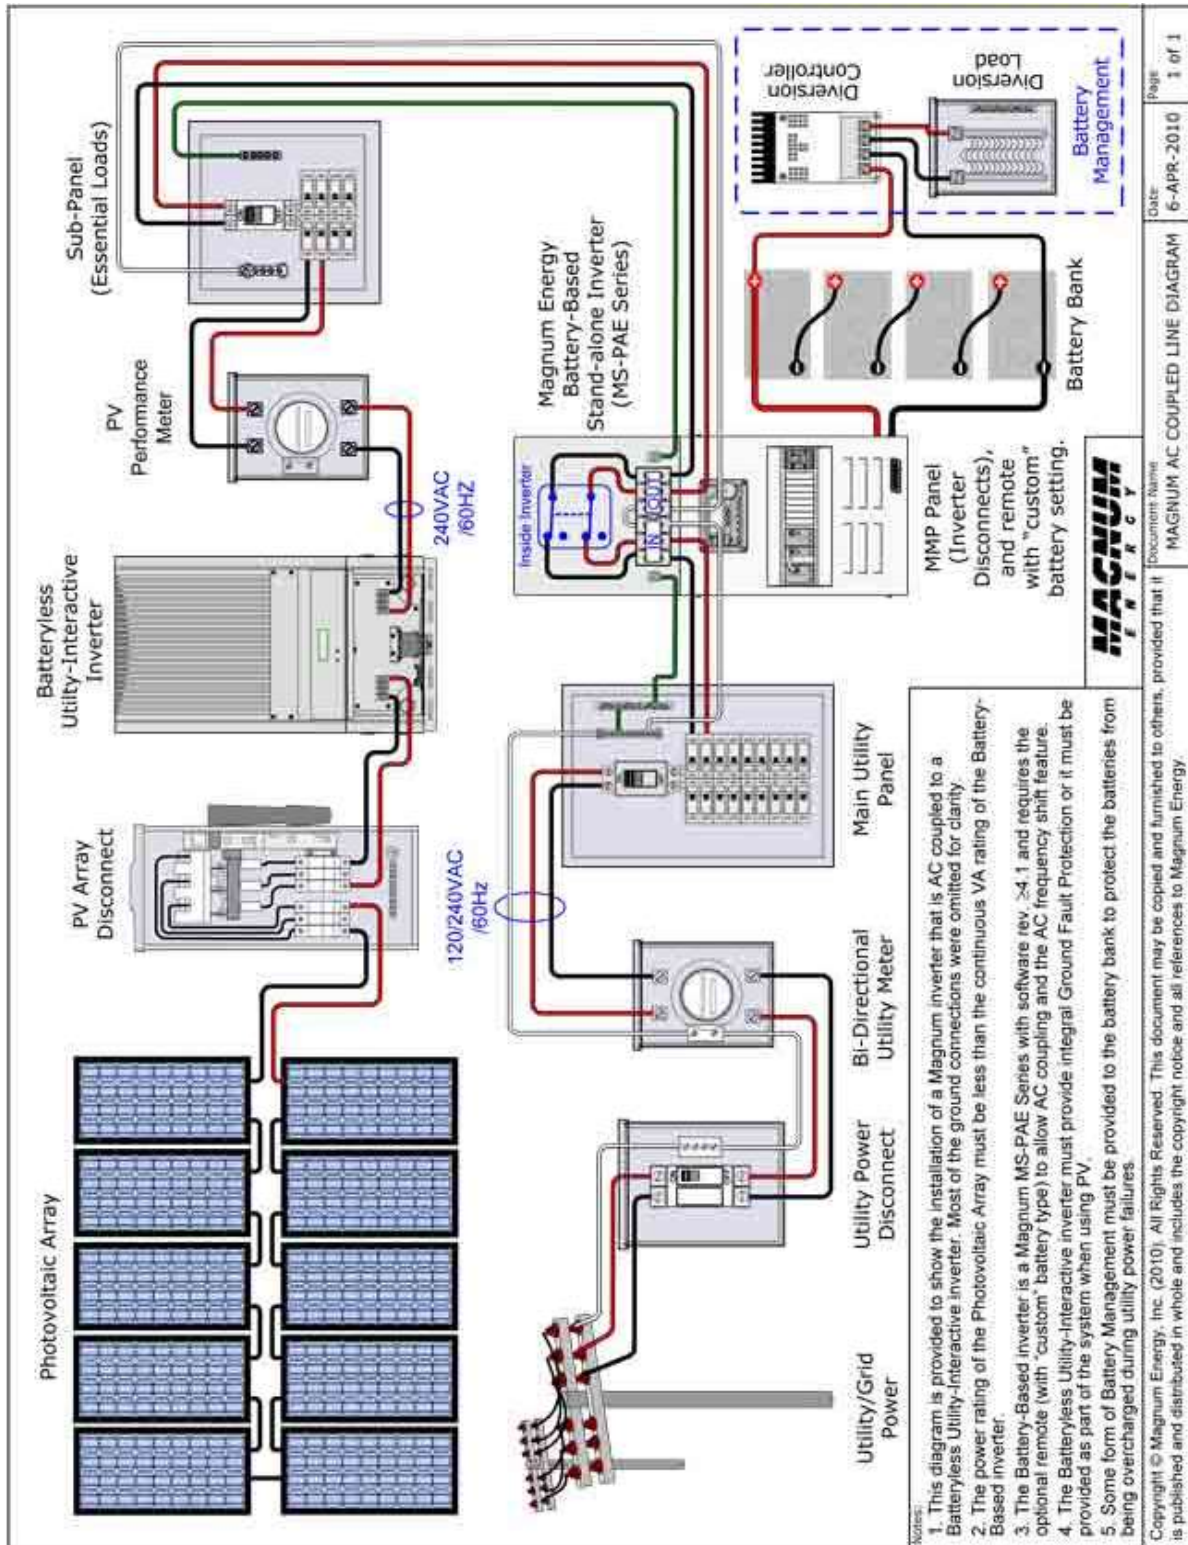 Photovoltaic Array
PV Array
Disconnect
Batteryless
Utility-Interactive
Inverter
PV
Performance
Meter
Sub-Panel
(Essential Loads)
240VAC
/60HZ
120/240VAC
/60Hz
Utility/Grid
Power
Utility Power
Disconnect
Bi-Directional
Utility Meter
Main Utility
Panel
Inside Inverter
IN
OUT
Magnum Energy
Battery-Based
Stand-alone Inverter
(MS-PAE Series)
MMP Panel
(Inverter
Disconnects),
and remote
with "custom"
battery setting.
Battery Bank
Diversion
Controller
Diversion
Load
Battery
Management
Notes:
1. This diagram is provided to show the installation of a Magnum inverter that is AC coupled to a
Batteryless Utility-Interactive inverter. Most of the ground connections were omitted for clarity.
2. The power rating of the Photovoltaic Array must be less than the continuous VA rating of the Battery-
Based inverter.
3. The Battery-Based inverter is a Magnum MS-PAE Series with software rev. ≥4.1 and requires the
optional remote (with "custom" battery type) to allow AC coupling and the AC frequency shift feature.
4. The Batteryless Utility-Interactive inverter must provide integral Ground Fault Protection or it must be
provided as part of the system when using PV.
5. Some form of Battery Management must be provided to the battery bank to protect the batteries from
being overcharged during utility power failures.
MAGNUM
ENERGY
Copyright © Magnum Energy, Inc. (2010). All Rights Reserved. This document may be copied and furnished to others, provided that it
is published and distributed in whole and includes the copyright notice and all references to Magnum Energy.
Document Name
MAGNUM AC COUPLED LINE DIAGRAM
Date:
6-APR-2010
Page:
1 of 1